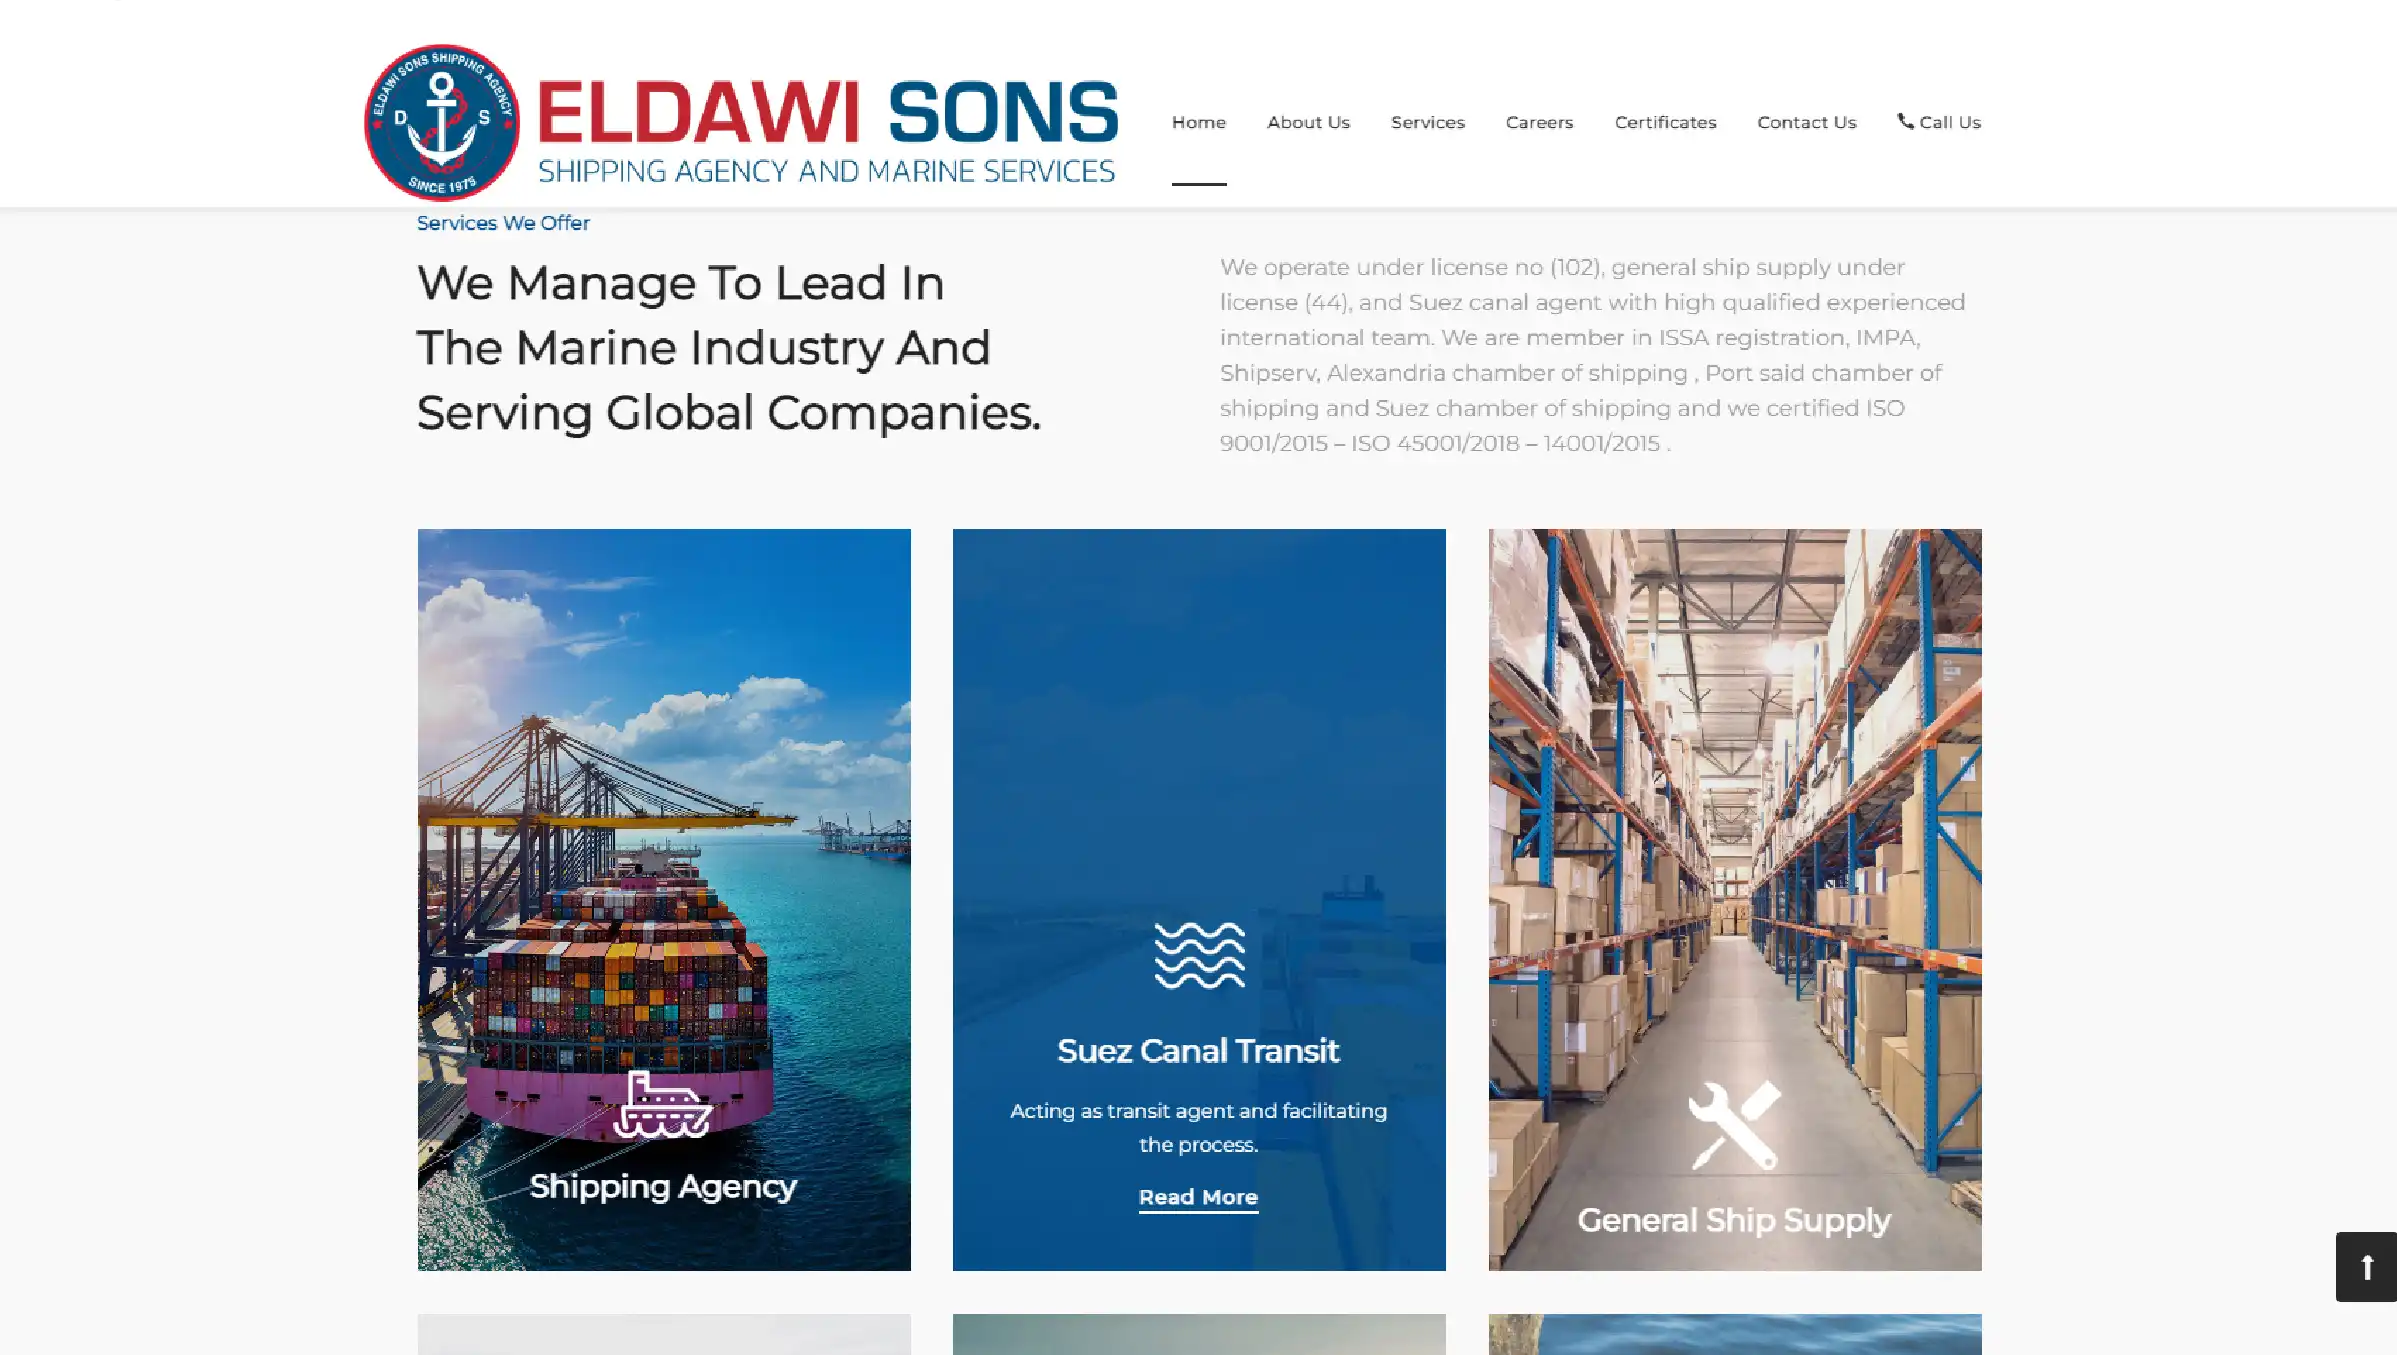 ELDAWI SONS SHIPPING AGENCY
D S
SINCE 1975
ELDAWI SONS
SHIPPING AGENCY AND MARINE SERVICES
Home About Us Services Careers Certificates Contact Us Call Us
Services We Offer
We Manage To Lead In
The Marine Industry And
Serving Global Companies.
We operate under license no (102), general ship supply under
license (44), and Suez canal agent with high qualified experienced
international team. We are member in ISSA registration, IMPA,
Shipserv, Alexandria chamber of shipping , Port said chamber of
shipping and Suez chamber of shipping and we certified ISO
9001/2015 – ISO 45001/2018 – 14001/2015 .
Shipping Agency
Suez Canal Transit
Acting as transit agent and facilitating
the process.
Read More
General Ship Supply